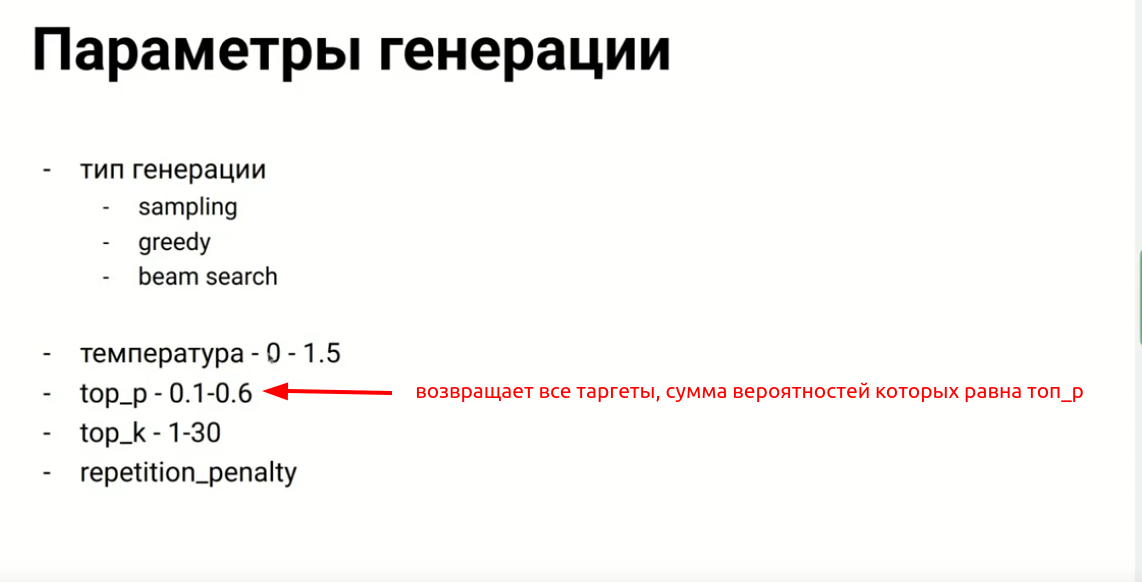 Параметры генерации
- тип генерации
- sampling
- greedy
- beam search
- температура - 0 - 1.5
- top_p - 0.1-0.6 возвращает все таргеты, сумма вероятностей которых равна топ_р
- top_k - 1-30
- repetition_penalty